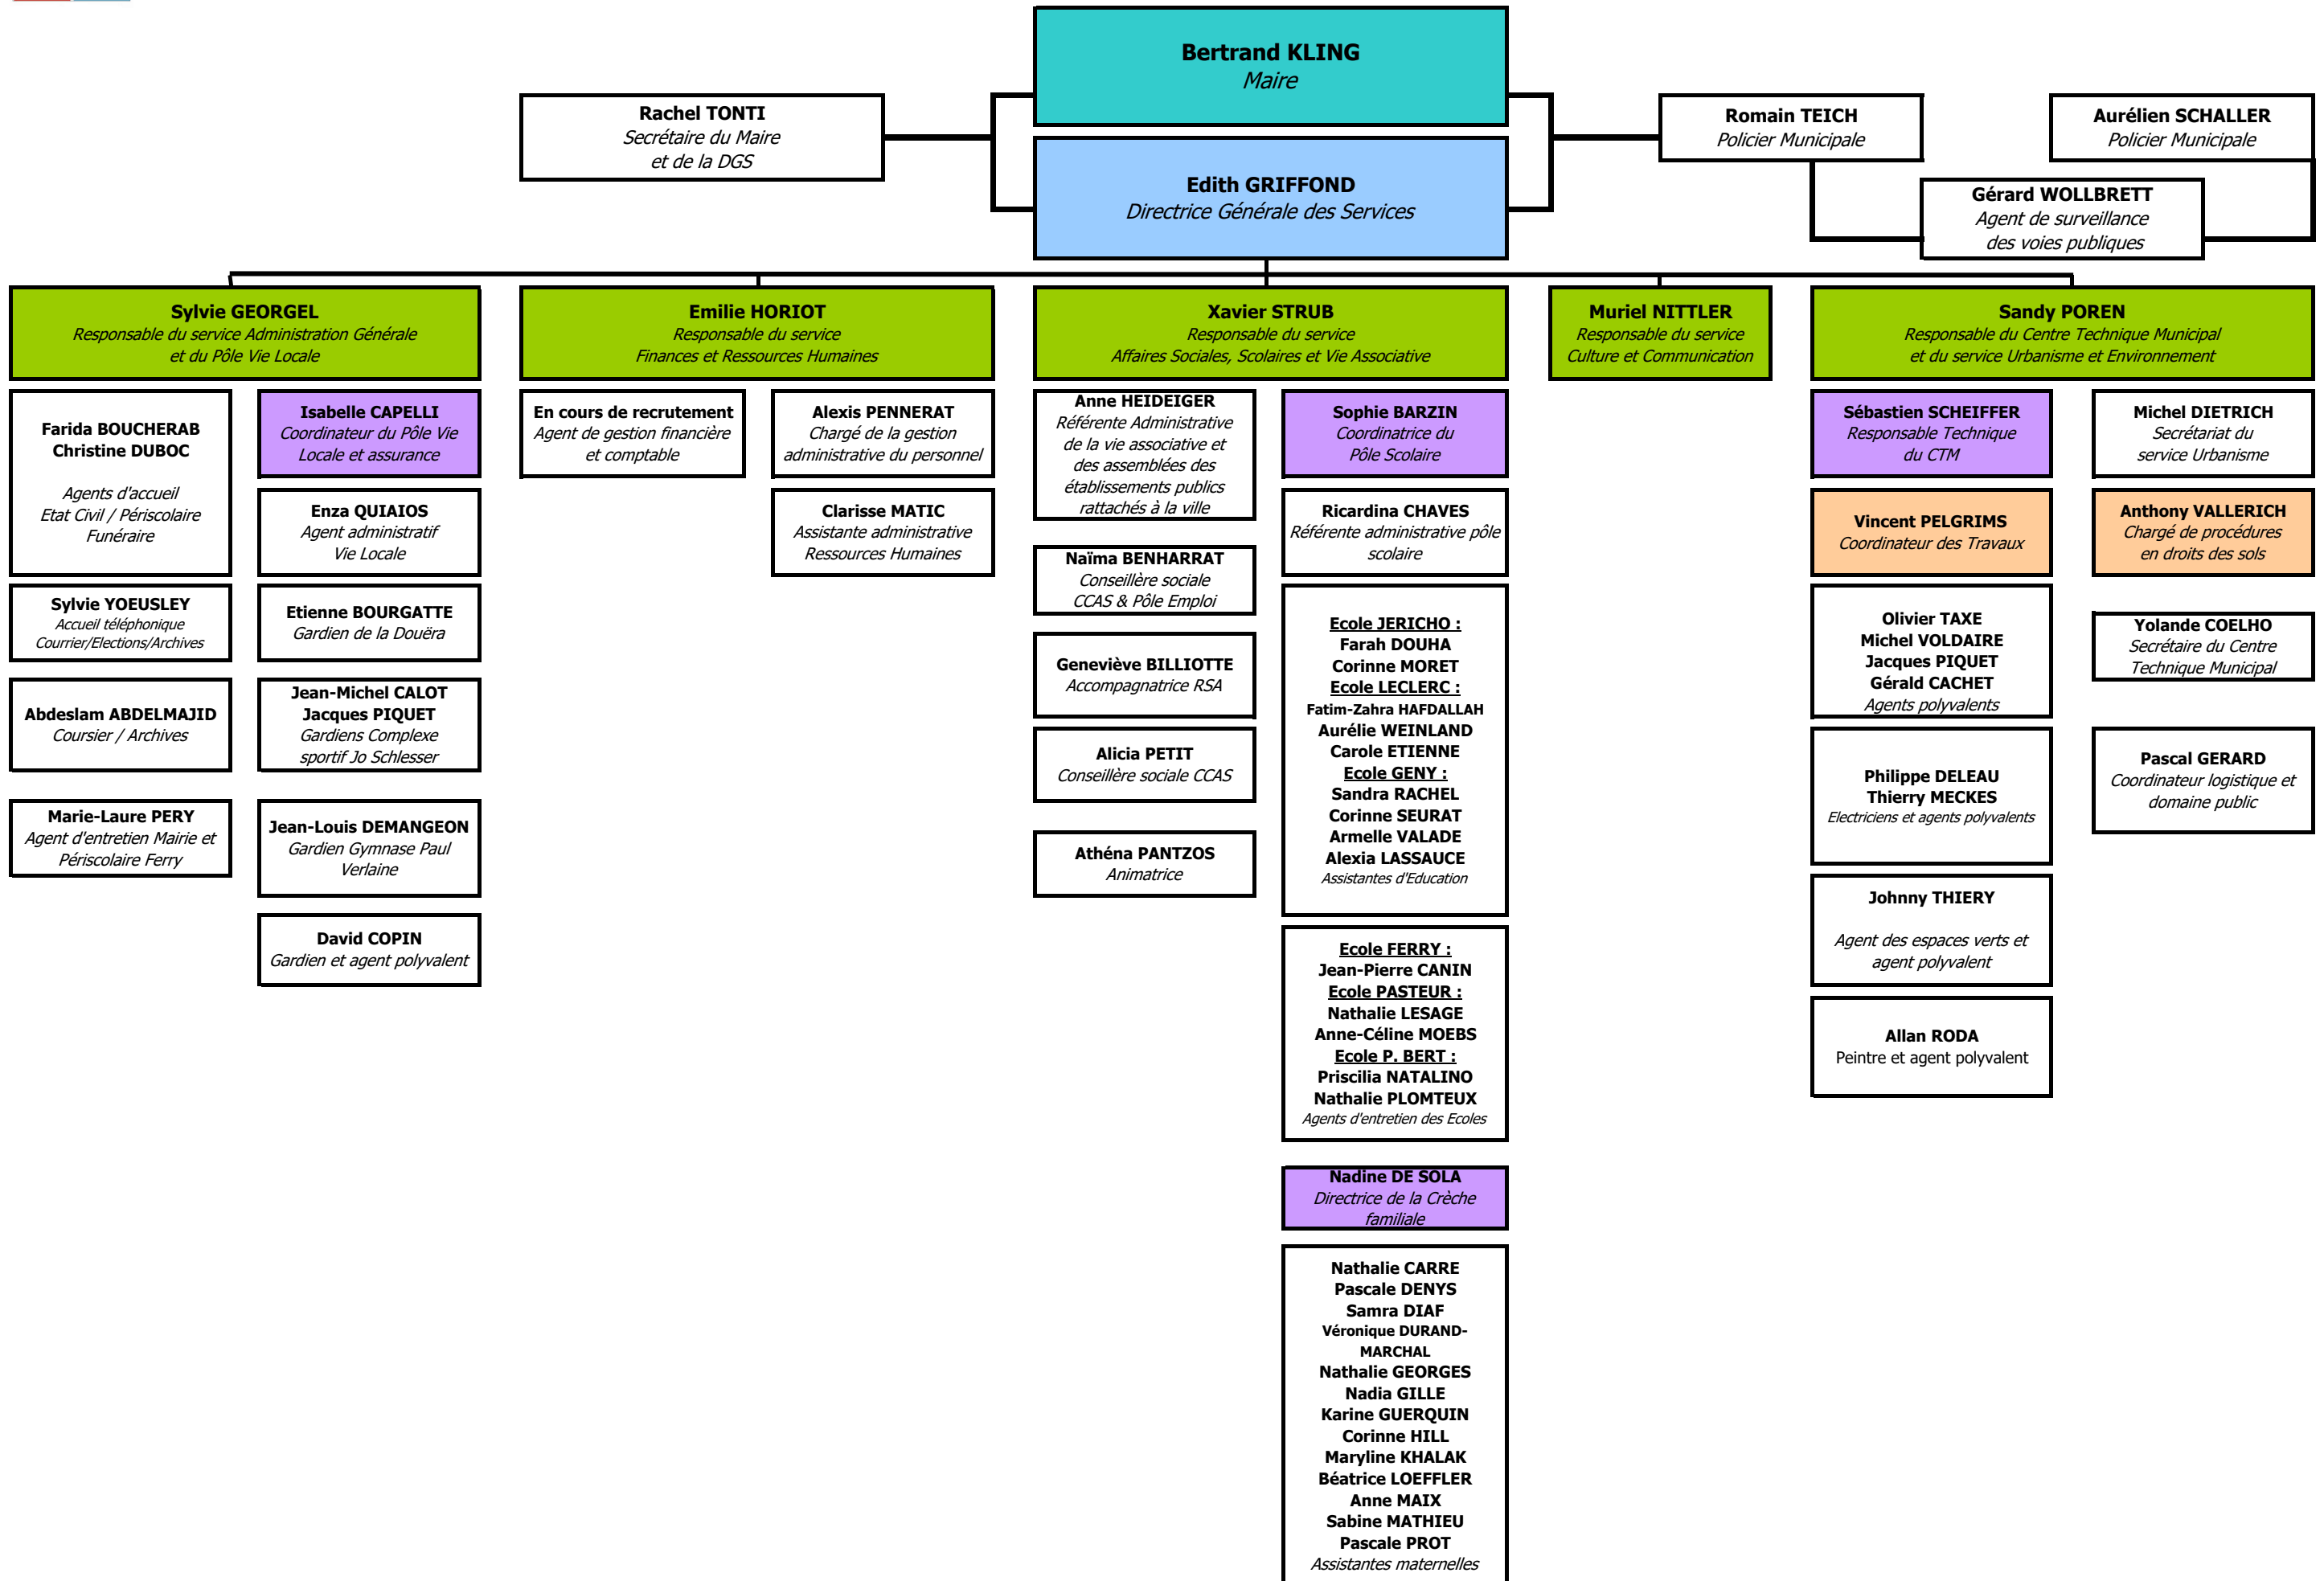 Bertrand KLING
Maire
Rachel TONTI
Secrétaire du Maire
et de la DGS
Edith GRIFFOND
Directrice Générale des Services
Romain TEICH
Policier Municipale
Aurélien SCHALLER
Policier Municipale
Gérard WOLLBRETT
Agent de surveillance
des voies publiques
Sylvie GEORGEL
Responsable du service Administration Générale
et du Pôle Vie Locale
Farida BOUCHERAB
Christine DUBOC
Agents d'accueil
Etat Civil / Périscolaire
Funéraire
Sylvie YOEUSLEY
Accueil téléphonique
Courrier/Elections/Archives
Abdeslam ABDELMAJID
Coursier / Archives
Marie-Laure PERY
Agent d'entretien Mairie et
Périscolaire Ferry
Isabelle CAPELLI
Coordinateur du Pôle Vie
Locale et assurance
Enza QUIAIOS
Agent administratif
Vie Locale
Etienne BOURGATTE
Gardien de la Douëra
Jean-Michel CALOT
Jacques PIQUET
Gardiens Complexe
sportif Jo Schlesser
Jean-Louis DEMANGEON
Gardien Gymnase Paul
Verlaine
David COPIN
Gardien et agent polyvalent
Emilie HORIOT
Responsable du service
Finances et Ressources Humaines
En cours de recrutement
Agent de gestion financière
et comptable
Alexis PENNERAT
Chargé de la gestion
administrative du personnel
Clarisse MATIC
Assistante administrative
Ressources Humaines
Xavier STRUB
Responsable du service
Affaires Sociales, Scolaires et Vie Associative
Anne HEIDEIGER
Référente Administrative
de la vie associative et
des assemblées des
établissements publics
rattachés à la ville
Naïma BENHARRAT
Conseillère sociale
CCAS & Pôle Emploi
Geneviève BILLIOTTE
Accompagnatrice RSA
Alicia PETIT
Conseillère sociale CCAS
Athéna PANTZOS
Animatrice
Sophie BARZIN
Coordinatrice du
Pôle Scolaire
Ricardina CHAVES
Référente administrative pôle
scolaire
Ecole JERICHO :
Farah DOUHA
Corinne MORET
Ecole LECLERC :
Fatim-Zahra HAFDALLAH
Aurélie WEINLAND
Carole ETIENNE
Ecole GENY :
Sandra RACHEL
Corinne SEURAT
Armelle VALADE
Alexia LASSAUCE
Assistantes d'Education
Ecole FERRY :
Jean-Pierre CANIN
Ecole PASTEUR :
Nathalie LESAGE
Anne-Céline MOEBS
Ecole P. BERT :
Priscilia NATALINO
Nathalie PLOMTEUX
Agents d'entretien des Ecoles
Nadine DE SOLA
Directrice de la Crèche
familiale
Nathalie CARRE
Pascale DENYS
Samra DIAF
Véronique DURAND-
MARCHAL
Nathalie GEORGES
Nadia GILLE
Karine GUERQUIN
Corinne HILL
Maryline KHALAK
Béatrice LOEFFLER
Anne MAIX
Sabine MATHIEU
Pascale PROT
Assistantes maternelles
Muriel NITTLER
Responsable du service
Culture et Communication
Sandy POREN
Responsable du Centre Technique Municipal
et du service Urbanisme et Environnement
Sébastien SCHEIFFER
Responsable Technique
du CTM
Vincent PELGRIMS
Coordinateur des Travaux
Olivier TAXE
Michel VOLDAIRE
Jacques PIQUET
Gérald CACHET
Agents polyvalents
Philippe DELEAU
Thierry MECKES
Electriciens et agents polyvalents
Johnny THIERY
Agent des espaces verts et
agent polyvalent
Allan RODA
Peintre et agent polyvalent
Michel DIETRICH
Secrétariat du
service Urbanisme
Anthony VALLERICH
Chargé de procédures
en droits des sols
Yolande COELHO
Secrétaire du Centre
Technique Municipal
Pascal GERARD
Coordinateur logistique et
domaine public